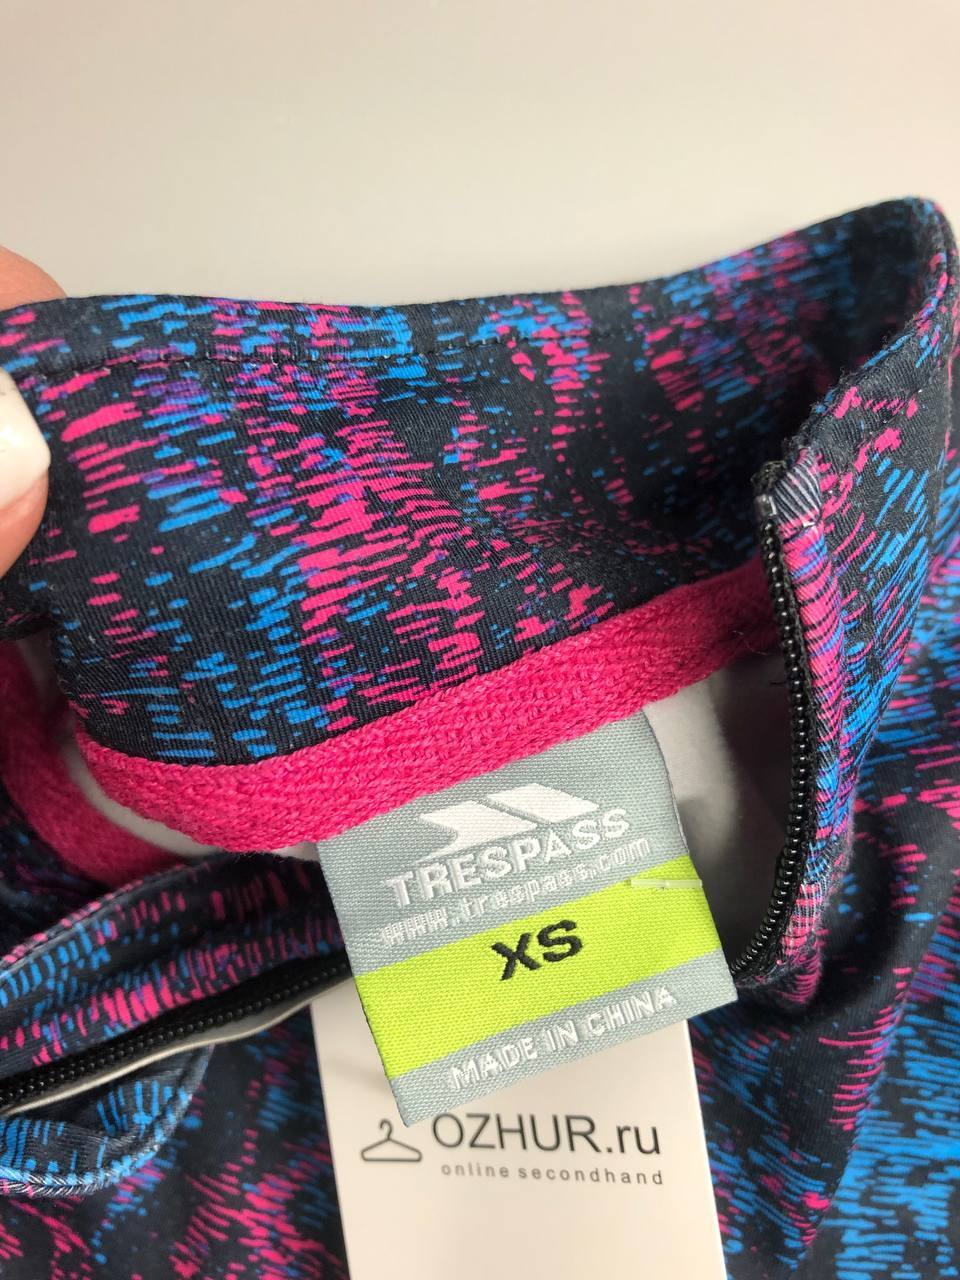 TRESPASS
www.trespass.com
XS
MADE IN CHINA
OZHUR.ru
online secondhand